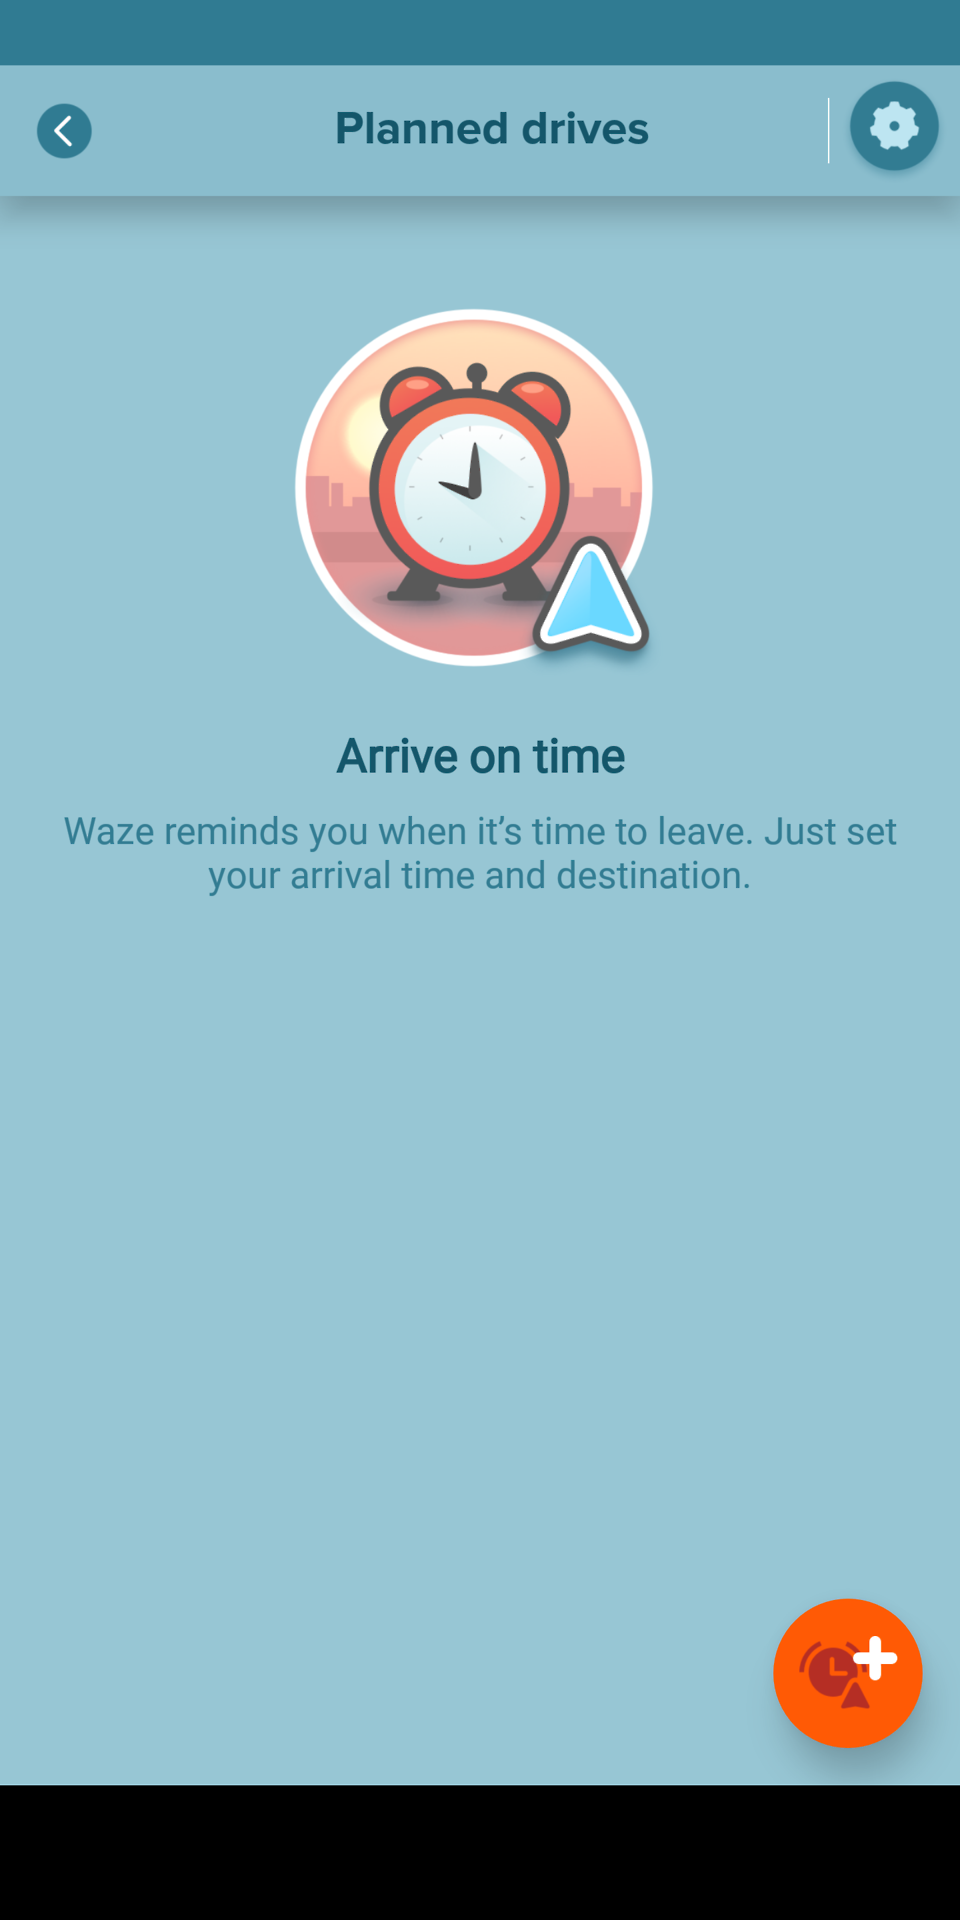 Planned drives
Arrive on time
Waze reminds you when it’s time to leave. Just set
your arrival time and destination.